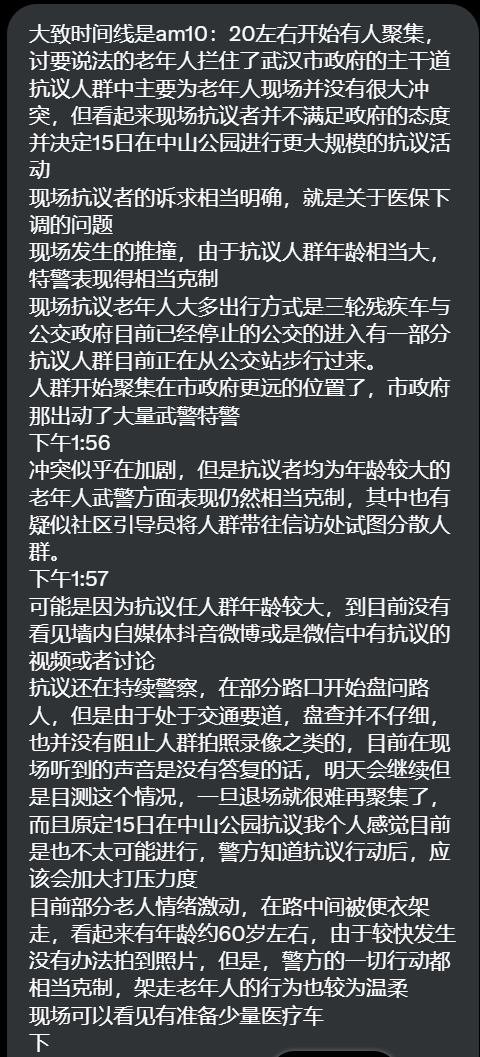 大致时间线是am10：20左右开始有人聚集，
讨要说法的老年人拦住了武汉市政府的主干道
抗议人群中主要为老年人现场并没有很大冲
突，但看起来现场抗议者并不满足政府的态度
并决定15日在中山公园进行更大规模的抗议活
动
现场抗议者的诉求相当明确，就是关于医保下
调的问题
现场发生的推撞，由于抗议人群年龄相当大，
特警表现得相当克制
现场抗议老年人大多出行方式是三轮残疾车与
公交政府目前已经停止的公交的进入有一部分
抗议人群目前正在从公交站步行过来。
人群开始聚集在市政府更远的位置了，市政府
那出动了大量武警特警
下午1:56
冲突似乎在加剧，但是抗议者均为年龄较大的
老年人武警方面表现仍然相当克制，其中也有
疑似社区引导员将人群带往信访处试图分散人
群。
下午1:57
可能是因为抗议任人群年龄较大，到目前没有
看见墙内自媒体抖音微博或是微信中有抗议的
视频或者讨论
抗议还在持续警察，在部分路口开始盘问路
人，但是由于处于交通要道，盘查并不仔细，
也并没有阻止人群拍照录像之类的，目前在现
场听到的声音是没有答复的话，明天会继续但
是目测这个情况，一旦退场就很难再聚集了，
而且原定15日在中山公园抗议我个人感觉目前
是也不太可能进行，警方知道抗议行动后，应
该会加大打压力度
目前部分老人情绪激动，在路中间被便衣架
走，看起来有年龄约60岁左右，由于较快发生
没有办法拍到照片，但是，警方的一切行动都
相当克制，架走老年人的行为也较为温柔
现场可以看见有准备少量医疗车
下